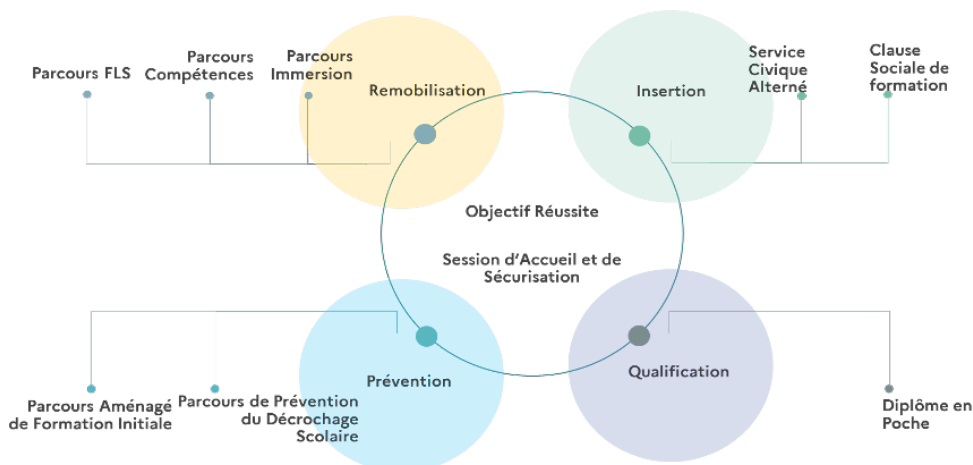 Parcours FLS
Parcours
Compétences
Parcours
Immersion
Remobilisation
Insertion
Service
Civique
Alterné
Clause
Sociale de
formation
Objectif Réussite
Session d'Accueil et de
Sécurisation
Prévention
Qualification
Parcours Aménagé
de Formation Initiale
Parcours de Prévention
du Décrochage
Scolaire
Diplôme en
Poche